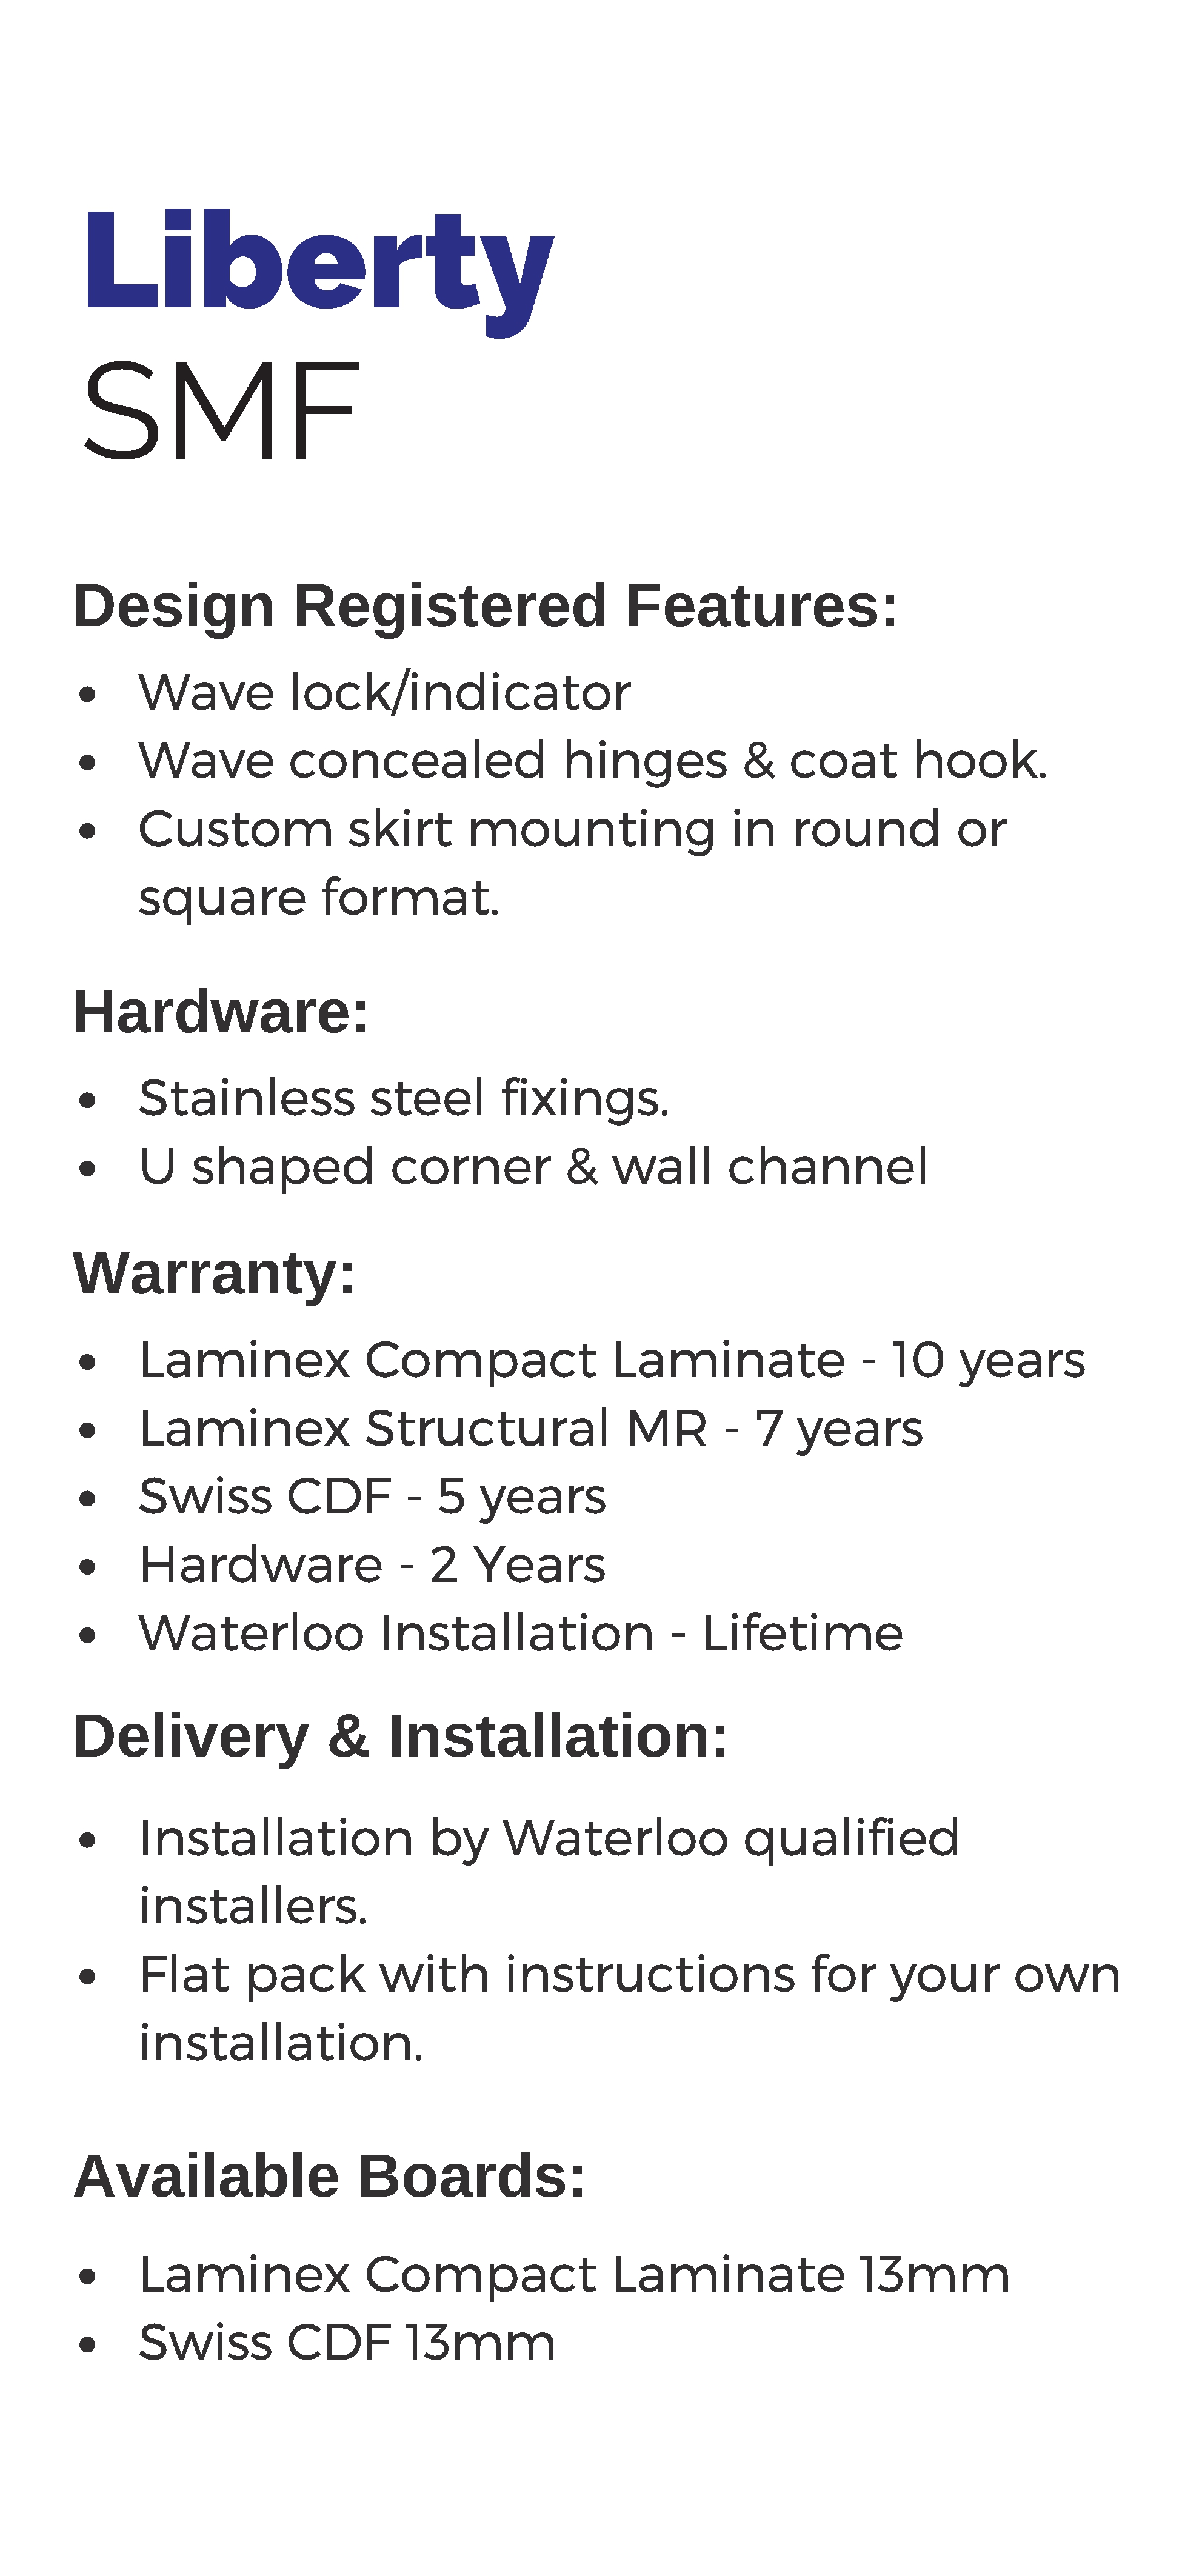 Liberty
SMF
Design Registered Features:
• Wave lock/indicator
• Wave concealed hinges & coat hook.
• Custom skirt mounting in round or
square format.
Hardware:
• Stainless steel fixings.
• U shaped corner & wall channel
Warranty:
• Laminex Compact Laminate - 10 years
• Laminex Structural MR - 7 years
• Swiss CDF - 5 years
• Hardware - 2 Years
• Waterloo Installation - Lifetime
Delivery & Installation:
• Installation by Waterloo qualified
installers.
• Flat pack with instructions for your own
installation.
Available Boards:
• Laminex Compact Laminate 13mm
• Swiss CDF 13mm